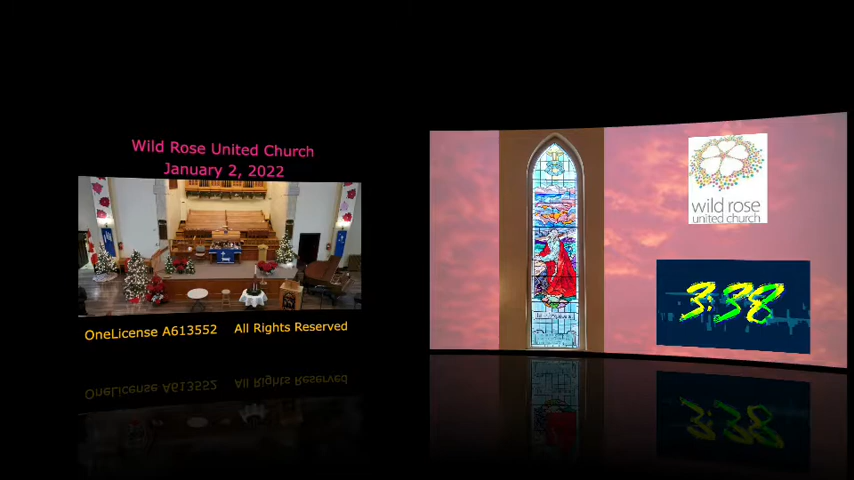 Wild Rose United Church
January 2, 2022
OneLicense A613552 All Rights Reserved
wild rose
united church
3:38